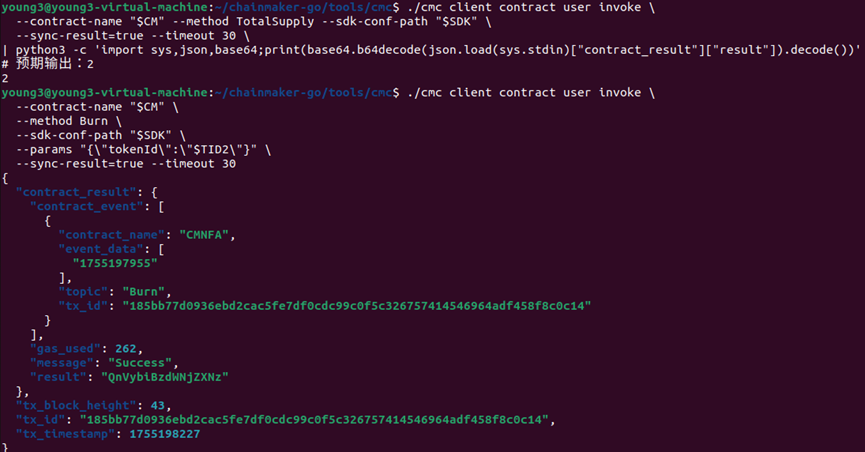 young3@young3-virtual-machine:~/chainmaker-go/tools/cmc$ ./cmc client contract user invoke \
  --contract-name "$CM" --method TotalSupply --sdk-conf-path "$SDK" \
  --sync-result=true --timeout 30 \
| python3 -c 'import sys,json,base64;print(base64.b64decode(json.load(sys.stdin)["contract_result"]["result"]).decode())'
# 预期输出：2
2
young3@young3-virtual-machine:~/chainmaker-go/tools/cmc$ ./cmc client contract user invoke \
  --contract-name "$CM" \
  --method Burn \
  --sdk-conf-path "$SDK" \
  --params "{\"tokenId\":\"$TID2\"}" \
  --sync-result=true --timeout 30
{
  "contract_result": {
    "contract_event": [
      {
        "contract_name": "CMNFA",
        "event_data": [
          "1755197955"
        ],
        "topic": "Burn",
        "tx_id": "185bb77d0936ebd2cac5fe7df0cdc99c0f5c326757414546964adf458f8c0c14"
      }
    ],
    "gas_used": 262,
    "message": "Success",
    "result": "QnVybiBzdWNjZXNz"
  },
  "tx_block_height": 43,
  "tx_id": "185bb77d0936ebd2cac5fe7df0cdc99c0f5c326757414546964adf458f8c0c14",
  "tx_timestamp": 1755198227
}